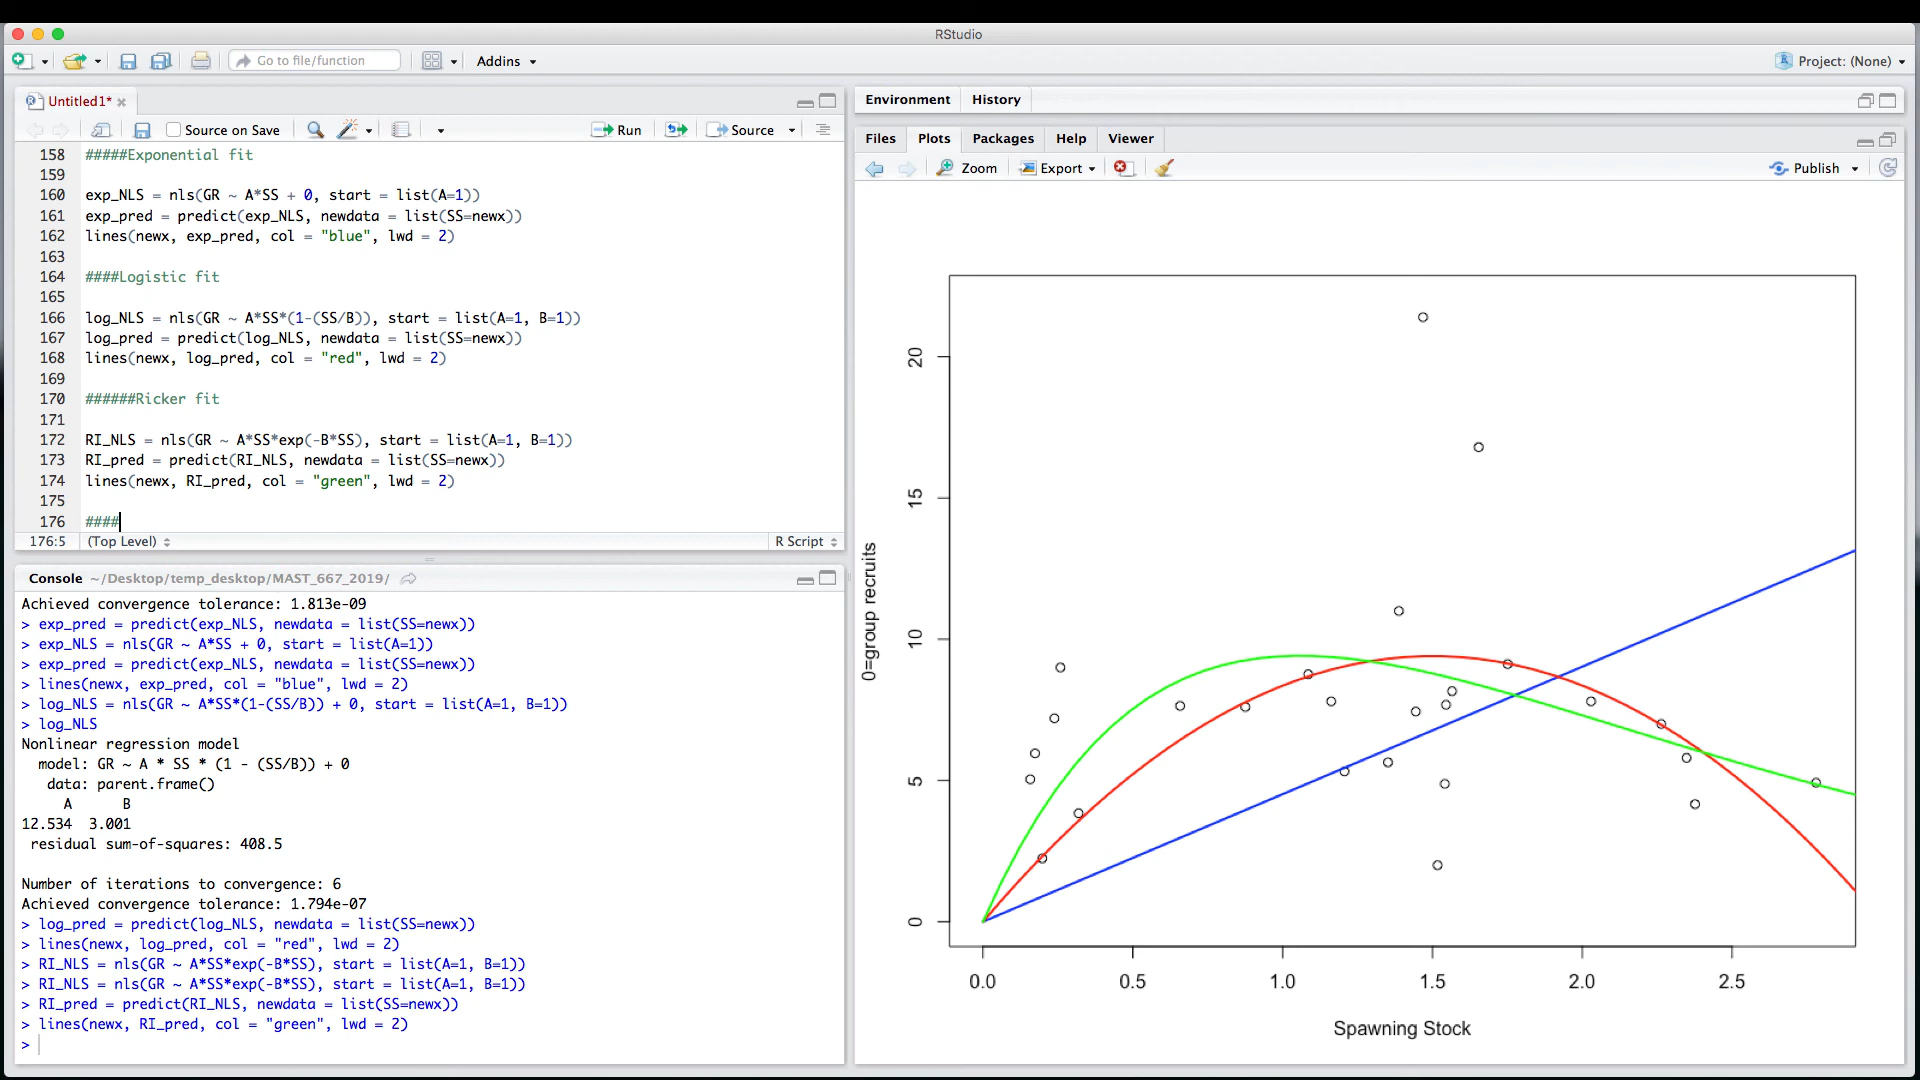 RStudio
Go to file/function
Addins
Project: (None)
Untitled1*
Source on Save
Run
Source
158 #####Exponential fit
159
160 exp_NLS = nls(GR ~ A*SS + 0, start = list(A=1))
161 exp_pred = predict(exp_NLS, newdata = list(SS=newx))
162 lines(newx, exp_pred, col = "blue", lwd = 2)
163
164 ####Logistic fit
165
166 log_NLS = nls(GR ~ A*SS*(1-(SS/B)), start = list(A=1, B=1))
167 log_pred = predict(log_NLS, newdata = list(SS=newx))
168 lines(newx, log_pred, col = "red", lwd = 2)
169
170 ######Ricker fit
171
172 RI_NLS = nls(GR ~ A*SS*exp(-B*SS), start = list(A=1, B=1))
173 RI_pred = predict(RI_NLS, newdata = list(SS=newx))
174 lines(newx, RI_pred, col = "green", lwd = 2)
175
176 ####
176:5 (Top Level) R Script
Console ~/Desktop/temp_desktop/MAST_667_2019/
Achieved convergence tolerance: 1.813e-09
> exp_pred = predict(exp_NLS, newdata = list(SS=newx))
> exp_NLS = nls(GR ~ A*SS + 0, start = list(A=1))
> exp_pred = predict(exp_NLS, newdata = list(SS=newx))
> lines(newx, exp_pred, col = "blue", lwd = 2)
> log_NLS = nls(GR ~ A*SS*(1-(SS/B)) + 0, start = list(A=1, B=1))
> log_NLS
Nonlinear regression model
model: GR ~ A * SS * (1 - (SS/B)) + 0
data: parent.frame()
A B
12.534 3.001
residual sum-of-squares: 408.5
Number of iterations to convergence: 6
Achieved convergence tolerance: 1.794e-07
> log_pred = predict(log_NLS, newdata = list(SS=newx))
> lines(newx, log_pred, col = "red", lwd = 2)
> RI_NLS = nls(GR ~ A*SS*exp(-B*SS), start = list(A=1, B=1))
> RI_NLS = nls(GR ~ A*SS*exp(-B*SS), start = list(A=1, B=1))
> RI_pred = predict(RI_NLS, newdata = list(SS=newx))
> lines(newx, RI_pred, col = "green", lwd = 2)
>
Environment History
Files Plots Packages Help Viewer
Zoom Export Publish
0=group recruits
20
15
10
5
0
0.0 0.5 1.0 1.5 2.0 2.5
Spawning Stock